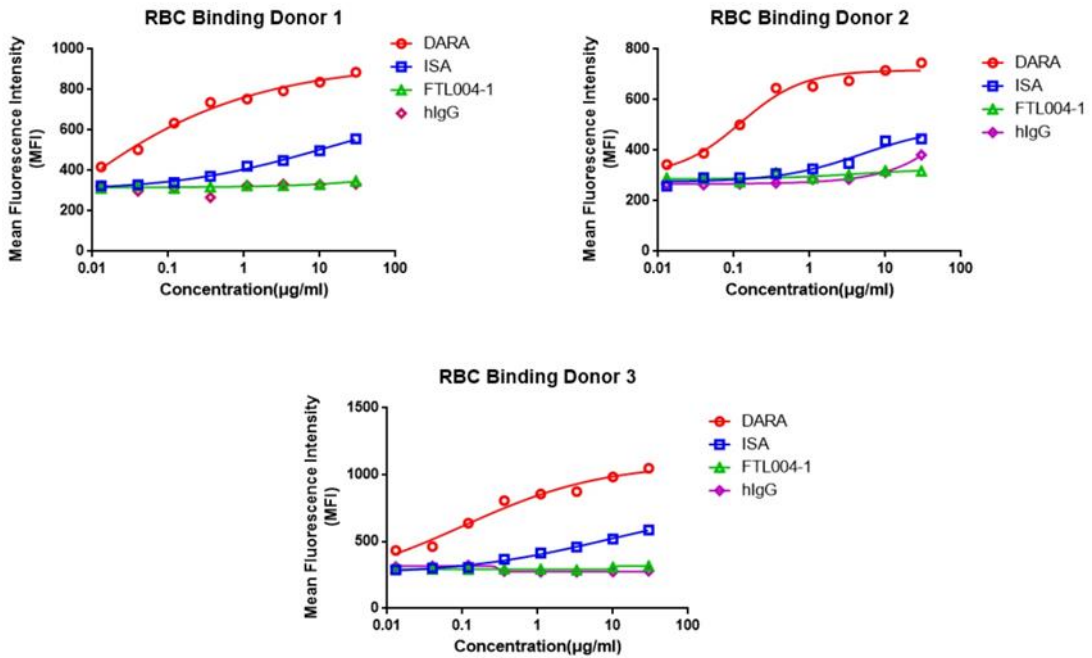 RBC Binding Donor 1
Mean Fluorescence Intensity
(MFI)
1000
800
600
400
200
0
0.01
0.1
1
10
100
Concentration(µg/ml)
DARA
ISA
FTL004-1
hIgG
RBC Binding Donor 2
Mean Fluorescence Intensity
(MFI)
800
600
400
200
0
0.01
0.1
1
10
100
Concentration(µg/ml)
DARA
ISA
FTL004-1
hIgG
RBC Binding Donor 3
Mean Fluorescence Intensity
(MFI)
1500
1000
500
0
0.01
0.1
1
10
100
Concentration(µg/ml)
DARA
ISA
FTL004-1
hIgG